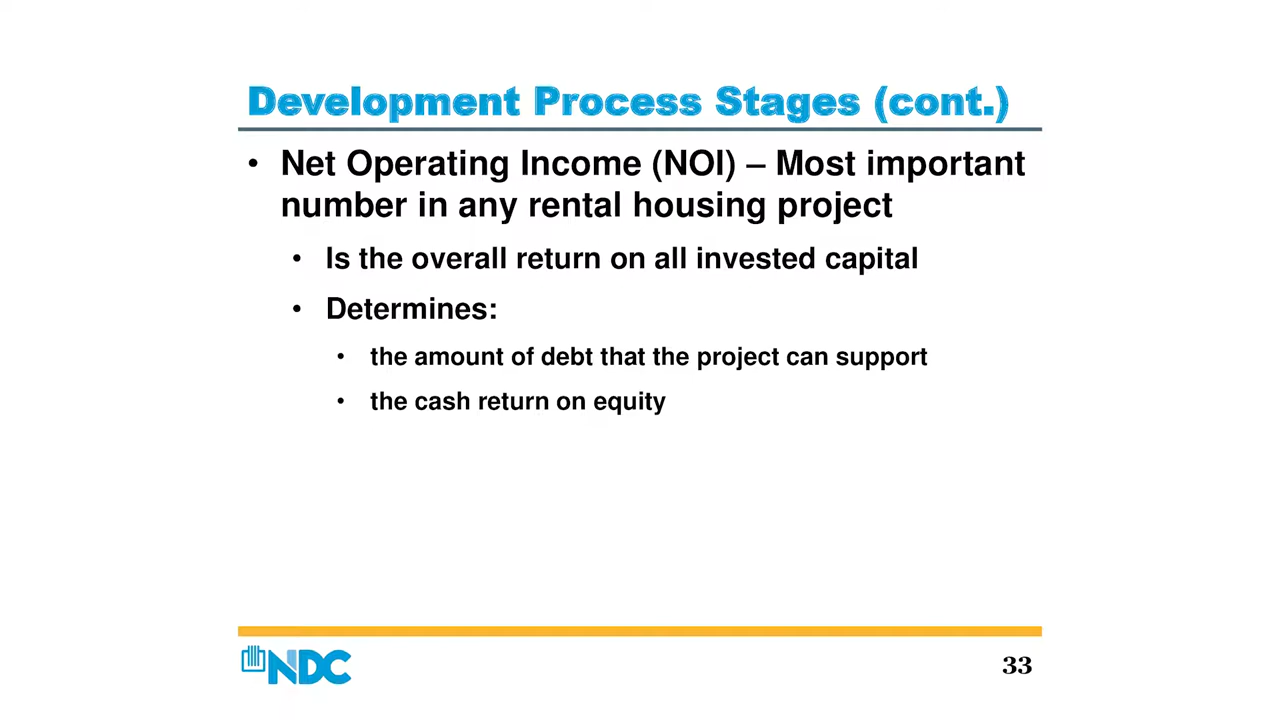 Development Process Stages (cont.)
• Net Operating Income (NOI) – Most important
number in any rental housing project
• Is the overall return on all invested capital
• Determines:
• the amount of debt that the project can support
• the cash return on equity
NDC
33